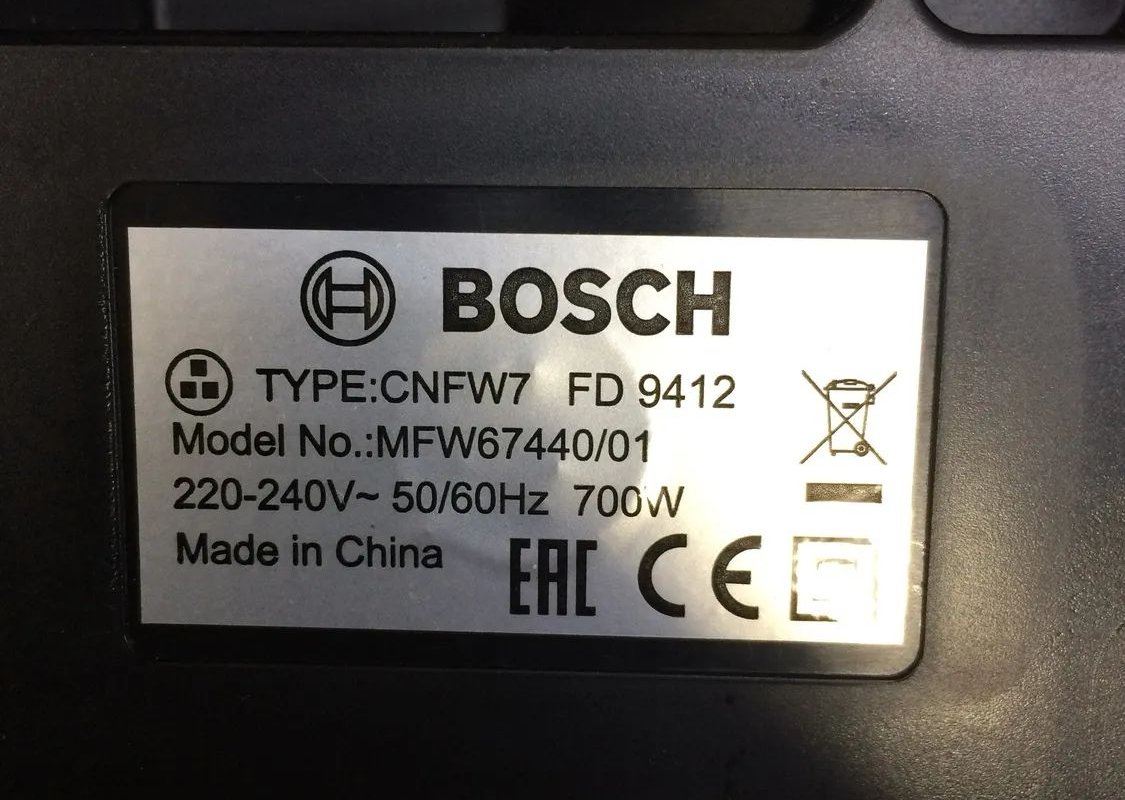 BOSCH
TYPE:CNFW7 FD 9412
Model No.:MFW67440/01
220-240V~ 50/60Hz 700W
Made in China EAC CE